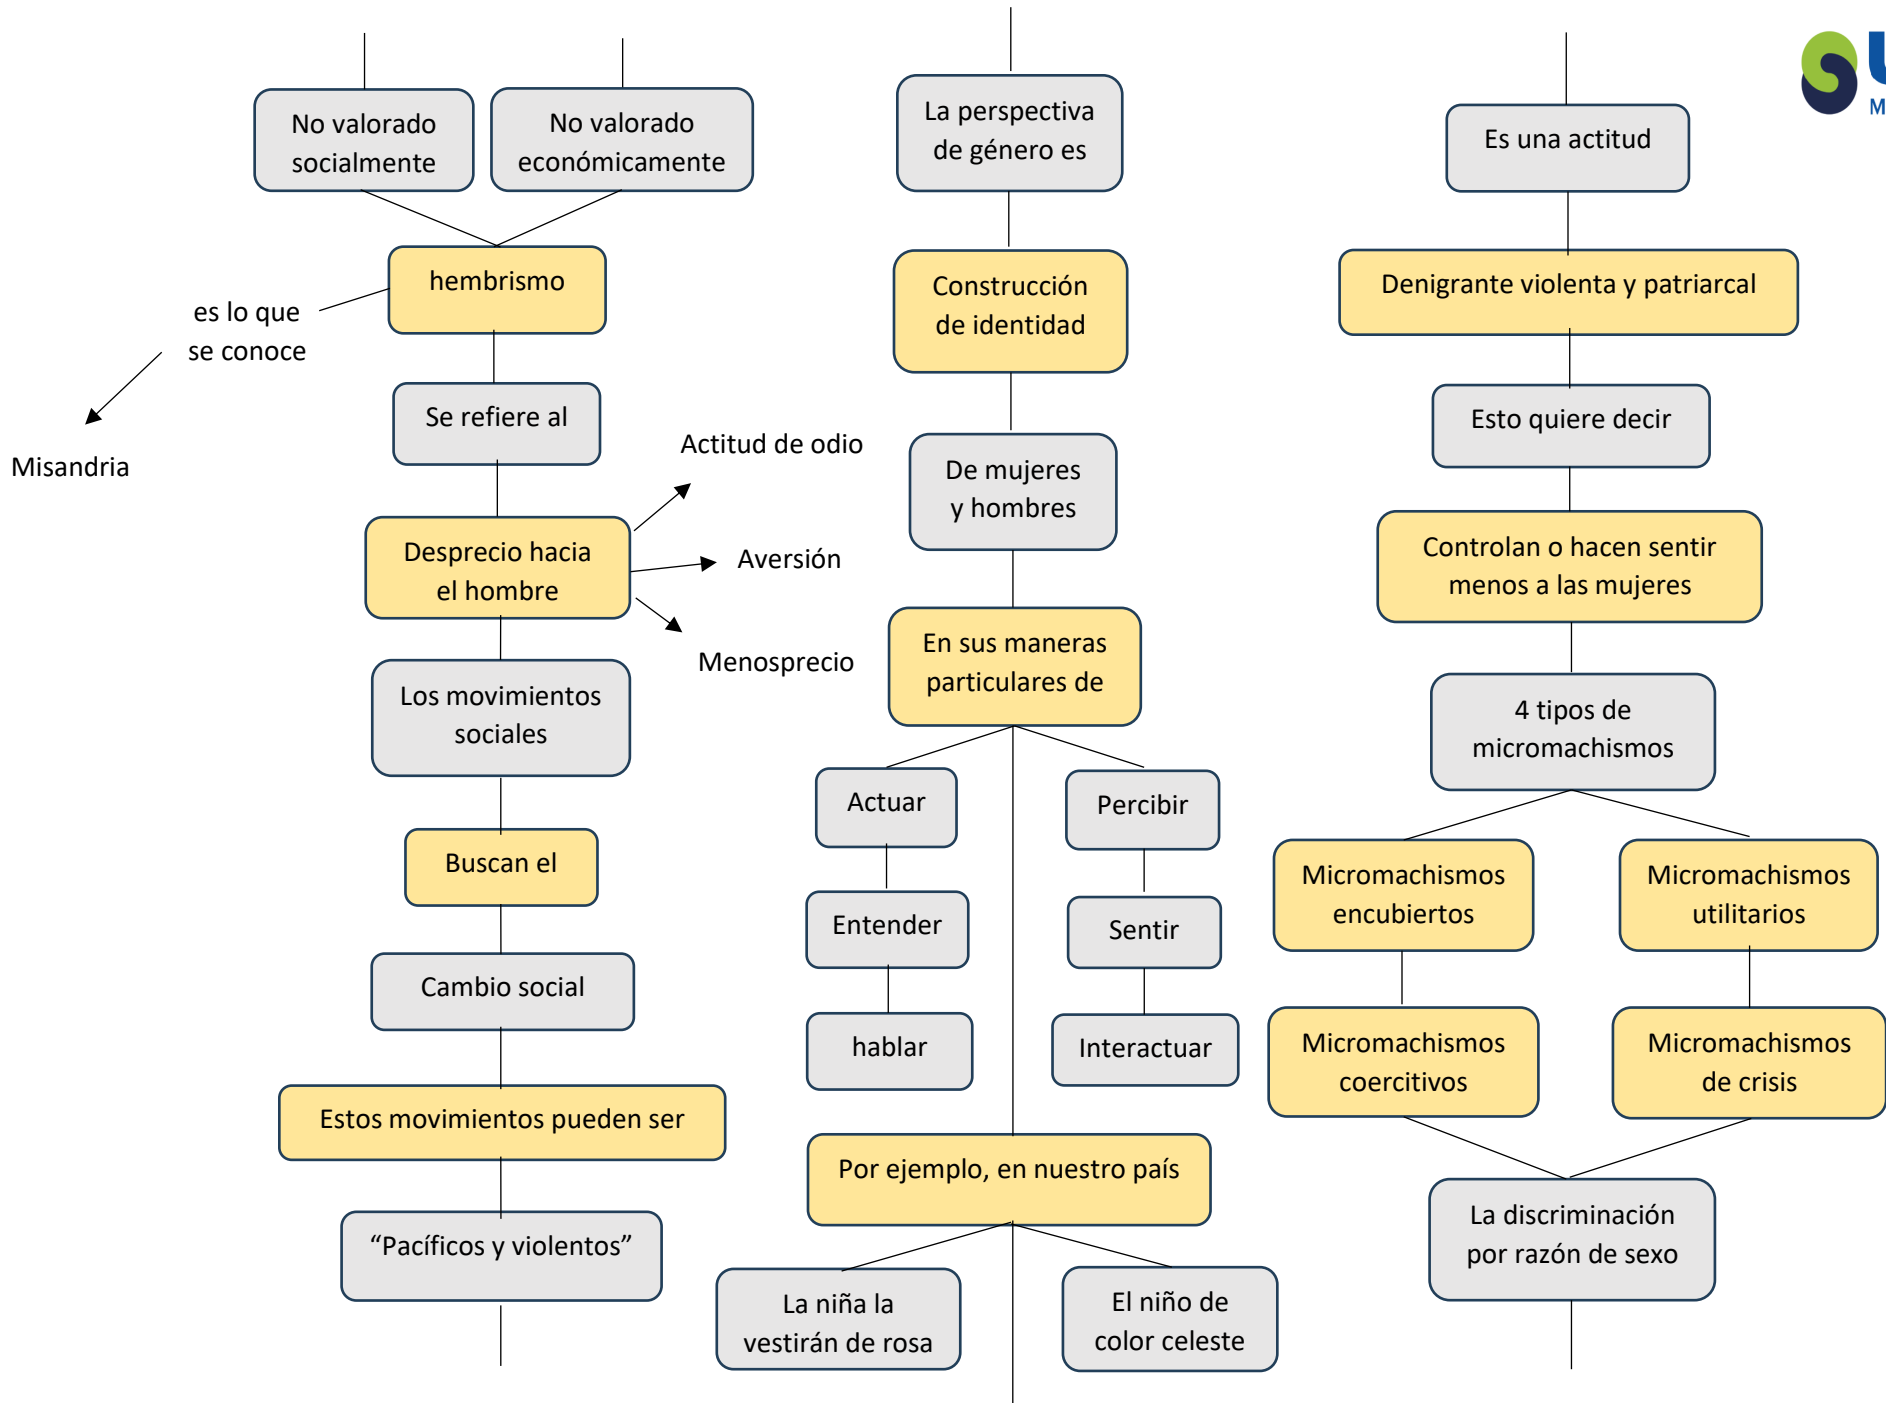 No valorado
socialmente
No valorado
económicamente
hembrismo
es lo que
se conoce
Misandria
Se refiere al
Desprecio hacia
el hombre
Actitud de odio
Aversión
Menosprecio
Los movimientos
sociales
Buscan el
Cambio social
Estos movimientos pueden ser
“Pacíficos y violentos”
La perspectiva
de género es
Construcción
de identidad
De mujeres
y hombres
En sus maneras
particulares de
Actuar
Entender
hablar
Percibir
Sentir
Interactuar
Por ejemplo, en nuestro país
La niña la
vestirán de rosa
El niño de
color celeste
Es una actitud
Denigrante violenta y patriarcal
Esto quiere decir
Controlan o hacen sentir
menos a las mujeres
4 tipos de
micromachismos
Micromachismos
encubiertos
Micromachismos
utilitarios
Micromachismos
coercitivos
Micromachismos
de crisis
La discriminación
por razón de sexo